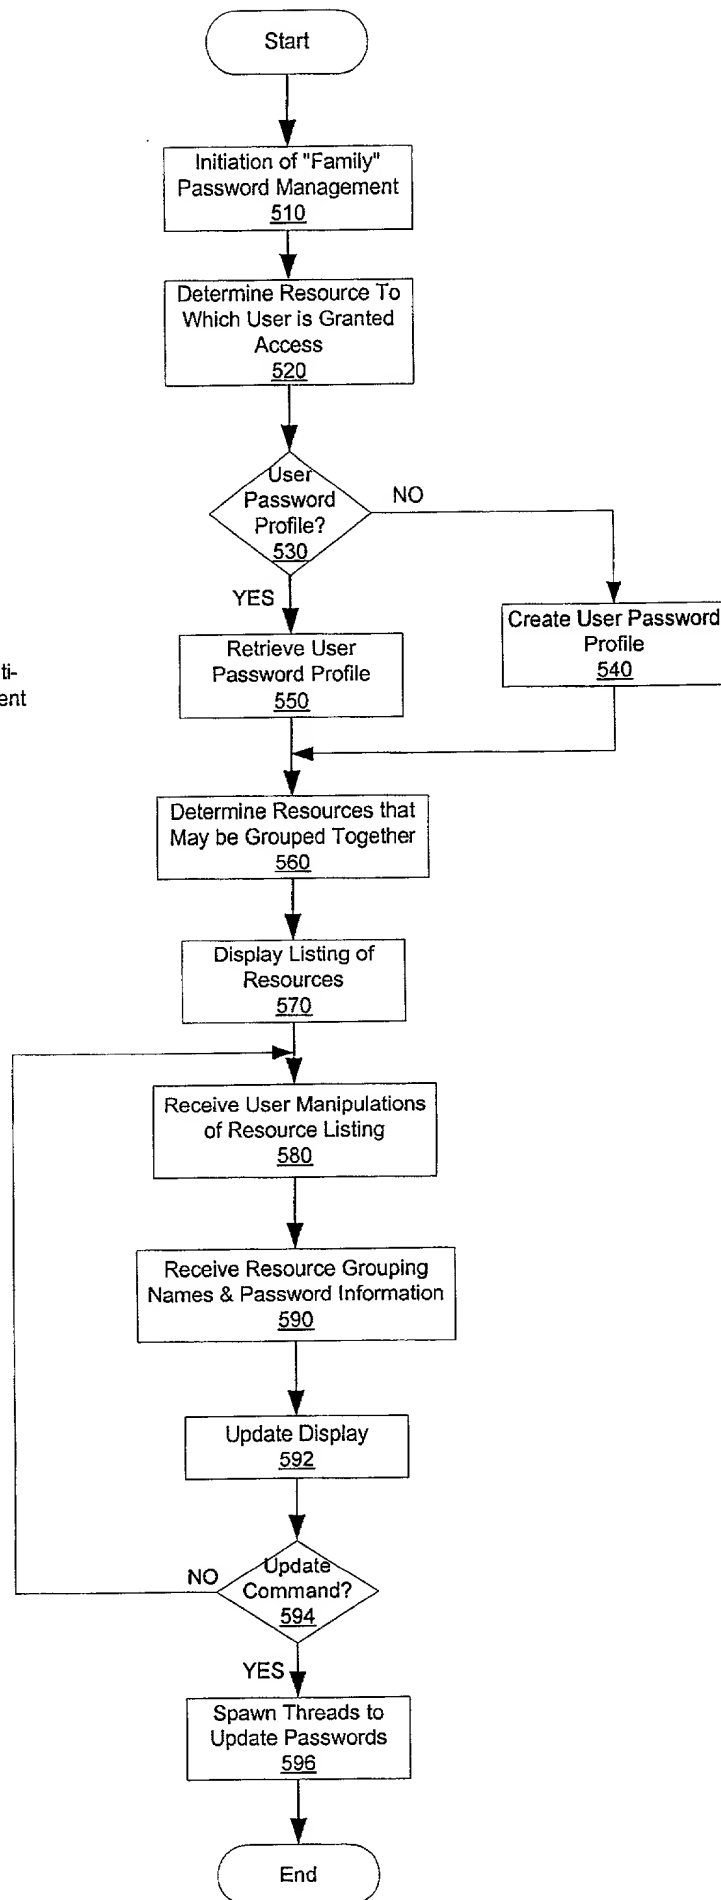 Start
Initiation of "Family"
Password Management
510
Determine Resource To
Which User is Granted
Access
520
User
Password
Profile?
530
NO
YES
Create User Password
Profile
540
Retrieve User
Password Profile
550
ti-
ent
Determine Resources that
May be Grouped Together
560
Display Listing of
Resources
570
Receive User Manipulations
of Resource Listing
580
Receive Resource Grouping
Names & Password Information
590
Update Display
592
Update
Command?
594
NO
YES
Spawn Threads to
Update Passwords
596
End